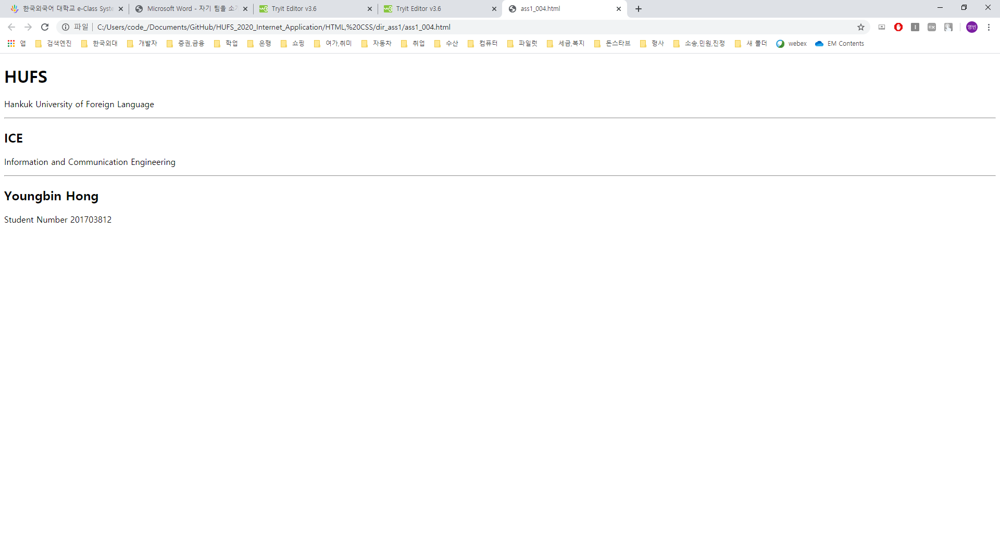 한국외국어 대학교 e-Class Syste
Microsoft Word - 자기 팀을 소개
Tryit Editor v3.6
Tryit Editor v3.6
ass1_004.html
파일 C:/Users/code_/Documents/GitHub/HUFS_2020_Internet_Application/HTML,%20CSS/dir_ass1/ass1_004.html 영빈
앱 검색엔진 한국외대 개발자 증권,금융 학업 은행 쇼핑 여가,취미 자동차 취업 수산 컴퓨터 파일럿 세금,복지 돈스타브 형사 소송,민원,진정 새 폴더 webex EM Contents
HUFS
Hankuk University of Foreign Language
ICE
Information and Communication Engineering
Youngbin Hong
Student Number 201703812